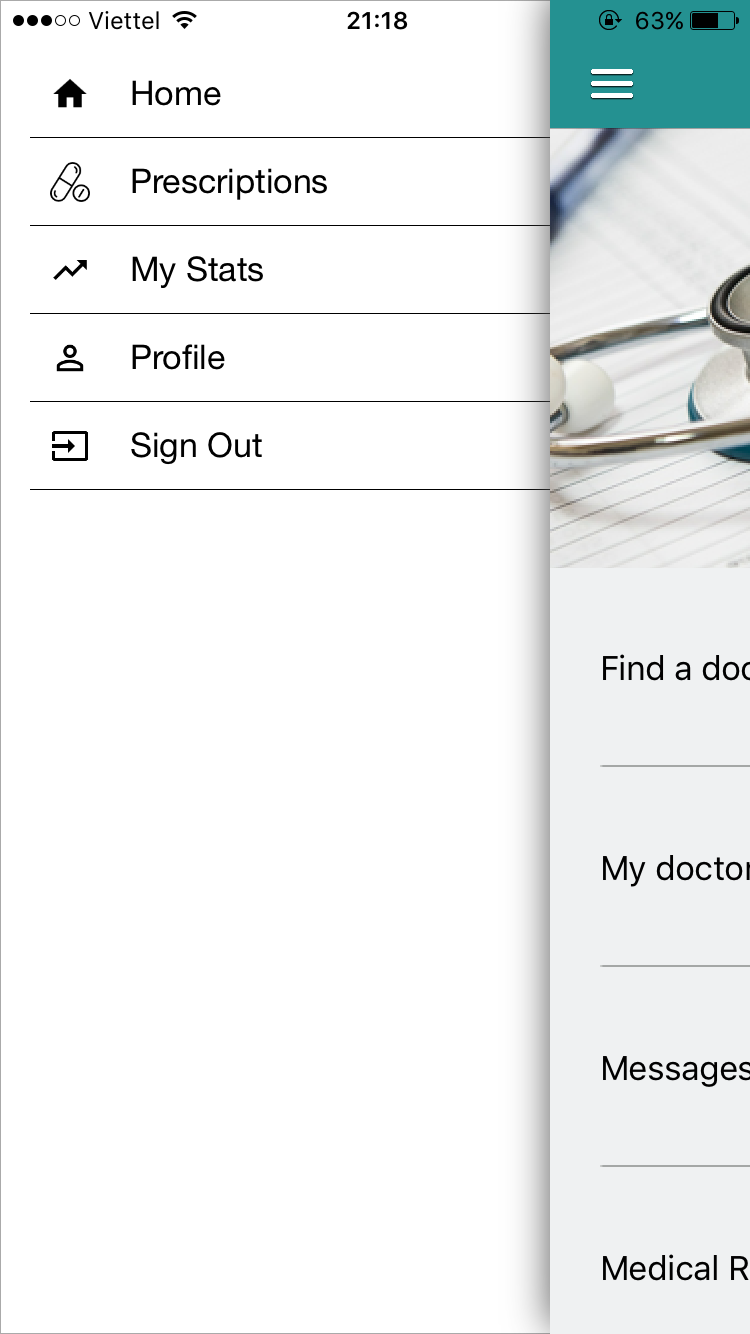 Viettel 21:18 63%
Home
Prescriptions
My Stats
Profile
Sign Out
Find a doc
My doctor
Messages
Medical R